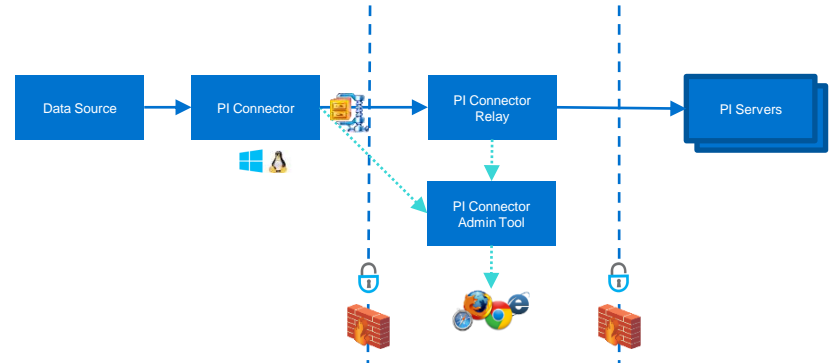 Data Source
PI Connector
PI Connector
Relay
PI Servers
PI Connector
Admin Tool